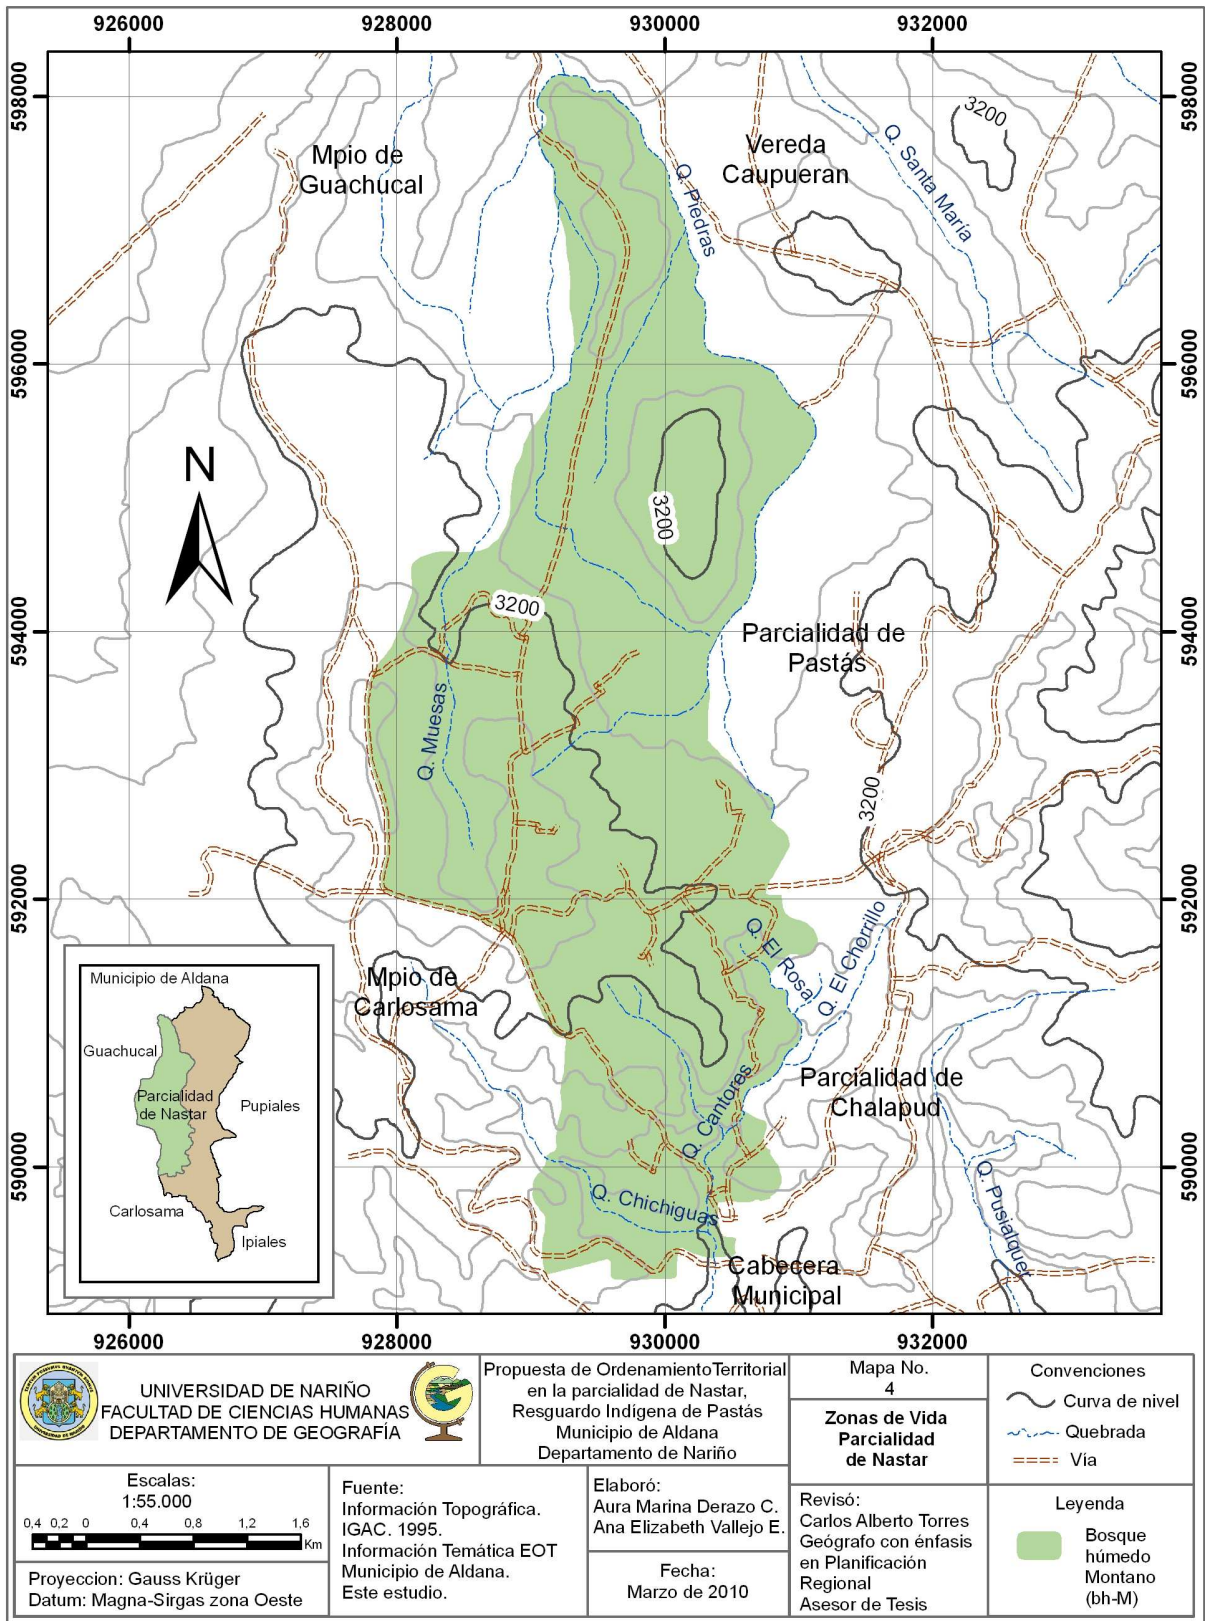 926000
928000
930000
932000
598000
598000
3200
Mpio de
Guachucal
Vereda
Caupueran
Q. Santa María
Q. Piedras
596000
596000
N
3200
3200
594000
594000
Parcialidad de
Pastás
Q. Muesas
3200
592000
592000
Q. El Rosa
Q. El Chorrillo
Mpio de
Carlosama
Municipio de Aldana
Guachucal
Parcialidad
de Nastar
Pupiales
Carlosama
Ipiales
Parcialidad de
Chalapud
Q. Cantores
590000
590000
Q. Chichiguas
Q. Pusialquer
Cabecera
Municipal
926000
928000
930000
932000
UNIVERSIDAD DE NARIÑO
FACULTAD DE CIENCIAS HUMANAS
DEPARTAMENTO DE GEOGRAFÍA
Propuesta de OrdenamientoTerritorial
en la parcialidad de Nastar,
Resguardo Indígena de Pastás
Municipio de Aldana
Departamento de Nariño
Mapa No.
4
Zonas de Vida
Parcialidad
de Nastar
Convenciones
Curva de nivel
Quebrada
Vía
Escalas:
1:55.000
0,4 0,2 0 0,4 0,8 1,2 1,6
Km
Proyeccion: Gauss Krüger
Datum: Magna-Sirgas zona Oeste
Fuente:
Información Topográfica.
IGAC. 1995.
Información Temática EOT
Municipio de Aldana.
Este estudio.
Elaboró:
Aura Marina Derazo C.
Ana Elizabeth Vallejo E.
Fecha:
Marzo de 2010
Revisó:
Carlos Alberto Torres
Geógrafo con énfasis
en Planificación
Regional
Asesor de Tesis
Leyenda
Bosque
húmedo
Montano
(bh-M)